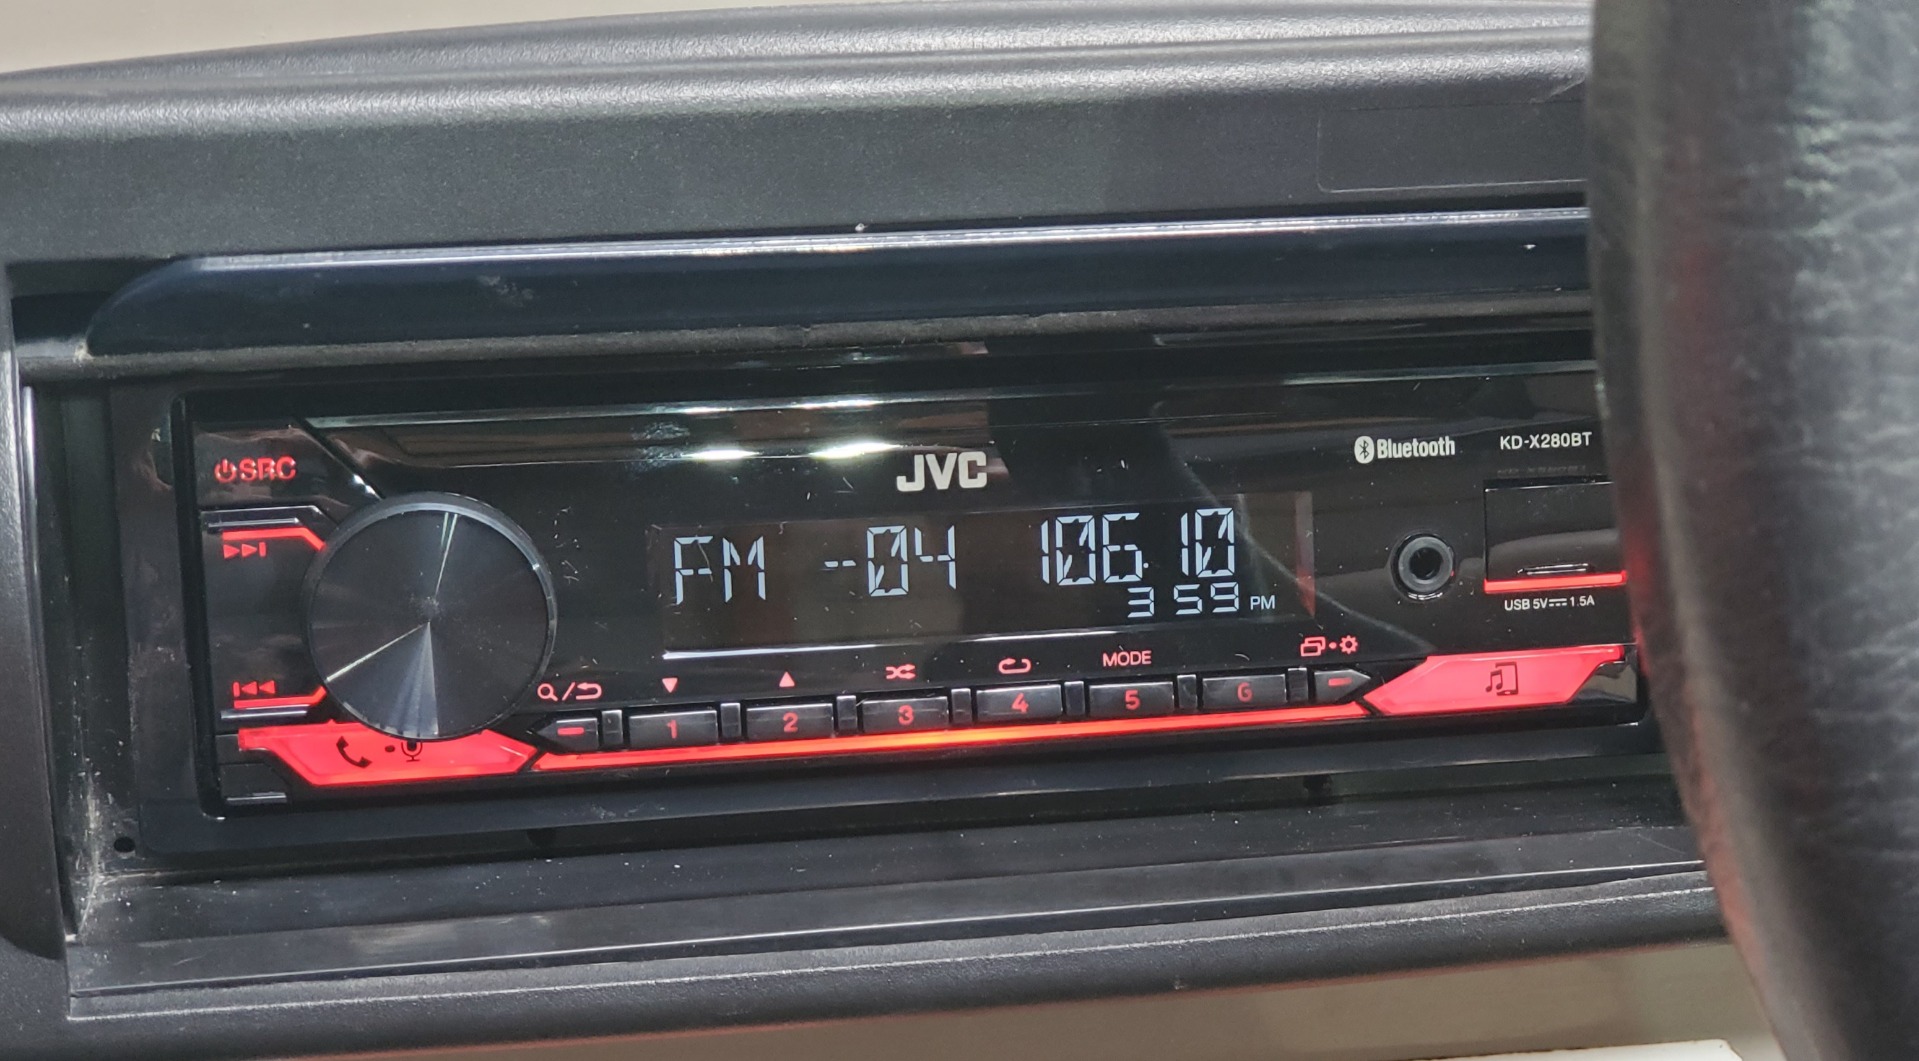 SRC
JVC
Bluetooth
KD-X280BT
FM --04 106.10
3 59 PM
USB 5V 1.5A
MODE
1 2 3 4 5 6